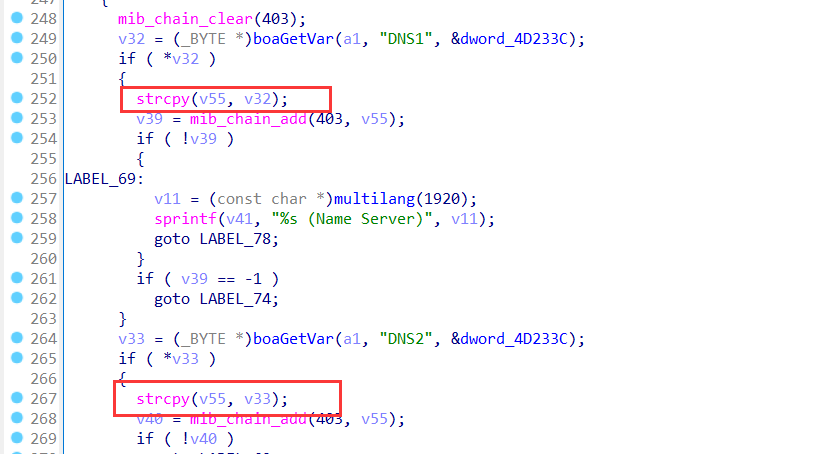 247 {
248 mib_chain_clear(403);
249 v32 = (_BYTE *)boaGetVar(a1, "DNS1", &dword_4D233C);
250 if ( *v32 )
251 {
252 strcpy(v55, v32);
253 v39 = mib_chain_add(403, v55);
254 if ( !v39 )
255 {
256 LABEL_69:
257 v11 = (const char *)multilang(1920);
258 sprintf(v41, "%s (Name Server)", v11);
259 goto LABEL_78;
260 }
261 if ( v39 == -1 )
262 goto LABEL_74;
263 }
264 v33 = (_BYTE *)boaGetVar(a1, "DNS2", &dword_4D233C);
265 if ( *v33 )
266 {
267 strcpy(v55, v33);
268 v40 = mib_chain_add(403, v55);
269 if ( !v40 )